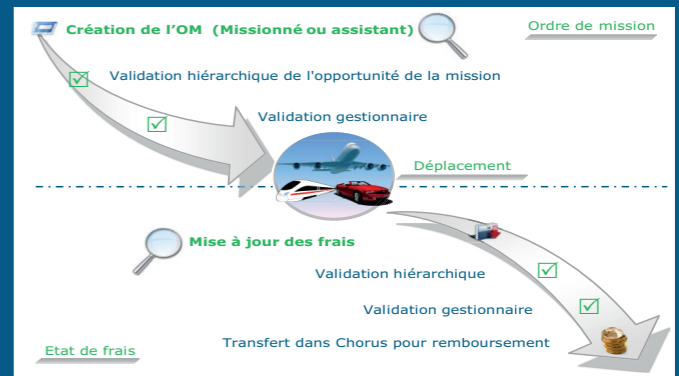 Création de l'OM (Missionné ou assistant)
Ordre de mission
Validation hiérarchique de l'opportunité de la mission
Validation gestionnaire
Déplacement
Mise à jour des frais
Validation hiérarchique
Validation gestionnaire
Transfert dans Chorus pour remboursement
Etat de frais